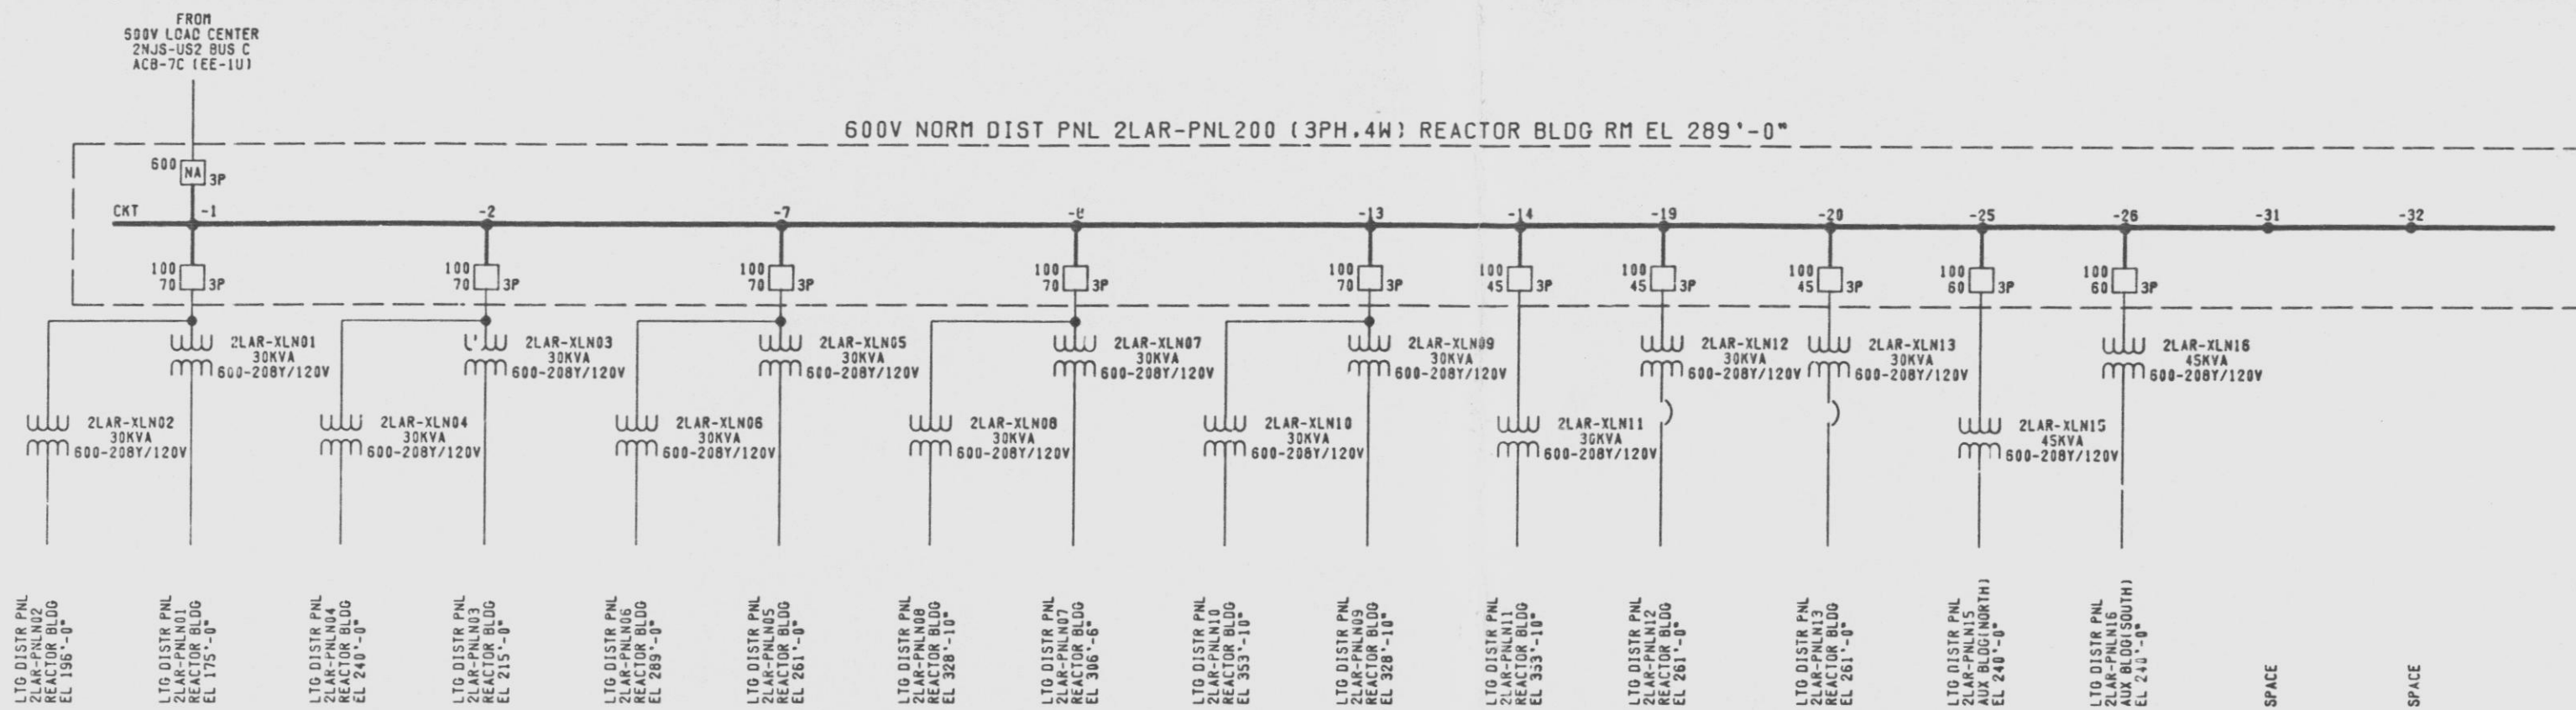 FROM
500V LOAD CENTER
2NJS-US2 BUS C
ACB-7C (EE-1U)
600V NORM DIST PNL 2LAR-PNL200 (3PH.4W) REACTOR BLDG RM EL 289'-0"
600
NA
3P
CKT
-1
-2
-7
-8
-13
-14
-19
-20
-25
-26
-31
-32
100
70
3P
100
70
3P
100
70
3P
100
70
3P
100
70
3P
100
45
3P
100
45
3P
100
45
3P
100
60
3P
100
60
3P
2LAR-XLN01
30KVA
600-208Y/120V
2LAR-XLN03
30KVA
600-208Y/120V
2LAR-XLN05
30KVA
600-208Y/120V
2LAR-XLN07
30KVA
600-208Y/120V
2LAR-XLN09
30KVA
600-208Y/120V
2LAR-XLN12
30KVA
600-208Y/120V
2LAR-XLN13
30KVA
600-208Y/120V
2LAR-XLN16
45KVA
600-208Y/120V
2LAR-XLN02
30KVA
600-208Y/120V
2LAR-XLN04
30KVA
600-208Y/120V
2LAR-XLN06
30KVA
600-208Y/120V
2LAR-XLN08
30KVA
600-208Y/120V
2LAR-XLN10
30KVA
600-208Y/120V
2LAR-XLN11
30KVA
600-208Y/120V
2LAR-XLN15
45KVA
600-208Y/120V
LTG DISTR PNL
2LAR-PNLN02
REACTOR BLDG
EL 196'-0"
LTG DISTR PNL
2LAR-PNLN01
REACTOR BLDG
EL 175'-0"
LTG DISTR PNL
2LAR-PNLN04
REACTOR BLDG
EL 240'-0"
LTG DISTR PNL
2LAR-PNLN03
REACTOR BLDG
EL 215'-0"
LTG DISTR PNL
2LAR-PNLN06
REACTOR BLDG
EL 289'-0"
LTG DISTR PNL
2LAR-PNLN05
REACTOR BLDG
EL 261'-0"
LTG DISTR PNL
2LAR-PNLN08
REACTOR BLDG
EL 328'-10"
LTG DISTR PNL
2LAR-PNLN07
REACTOR BLDG
EL 306'-6"
LTG DISTR PNL
2LAR-PNLN10
REACTOR BLDG
EL 353'-10"
LTG DISTR PNL
2LAR-PNLN09
REACTOR BLDG
EL 328'-10"
LTG DISTR PNL
2LAR-PNLN11
REACTOR BLDG
EL 353'-10"
LTG DISTR PNL
2LAR-PNLN12
REACTOR BLDG
EL 261'-0"
LTG DISTR PNL
2LAR-PNLN13
REACTOR BLDG
EL 261'-0"
LTG DISTR PNL
2LAR-PNLN15
AUX BLDG(NORTH)
EL 240'-0"
LTG DISTR PNL
2LAR-PNLN16
AUX BLDG(SOUTH)
EL 240'-0"
SPACE
SPACE